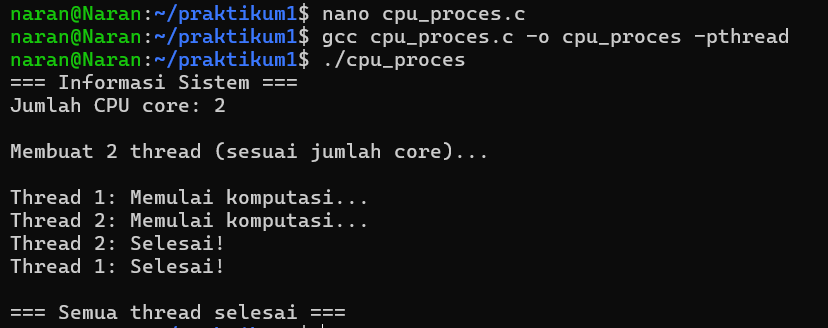 naran@Naran:~/praktikum1$ nano cpu_proces.c
naran@Naran:~/praktikum1$ gcc cpu_proces.c -o cpu_proces -pthread
naran@Naran:~/praktikum1$ ./cpu_proces
=== Informasi Sistem ===
Jumlah CPU core: 2

Membuat 2 thread (sesuai jumlah core)...

Thread 1: Memulai komputasi...
Thread 2: Memulai komputasi...
Thread 2: Selesai!
Thread 1: Selesai!

=== Semua thread selesai ===